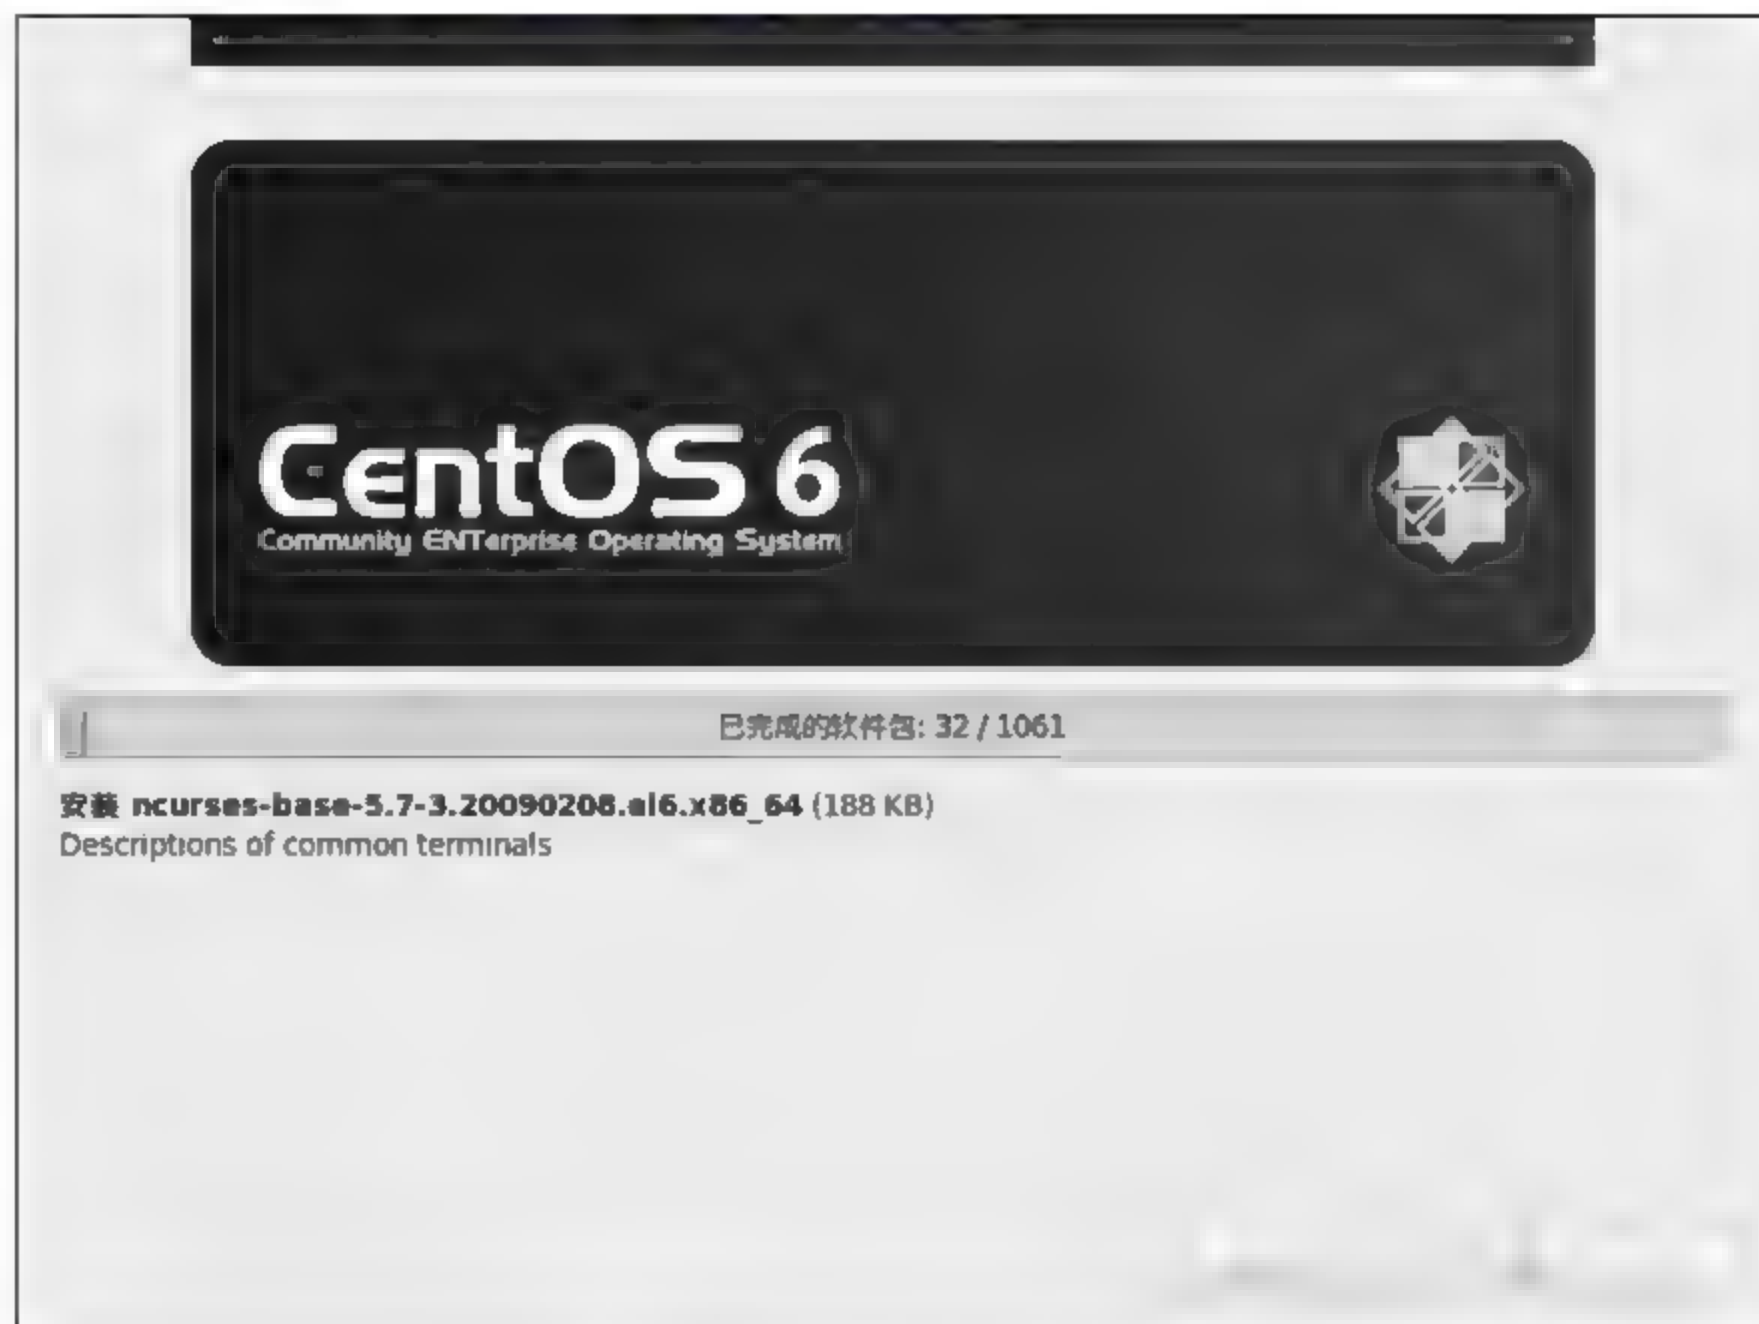 CentOS 6
Community ENTerprise Operating System
已完成的软件包: 32 / 1061
安装 ncurses-base-5.7-3.20090208.el6.x86_64 (188 KB)
Descriptions of common terminals